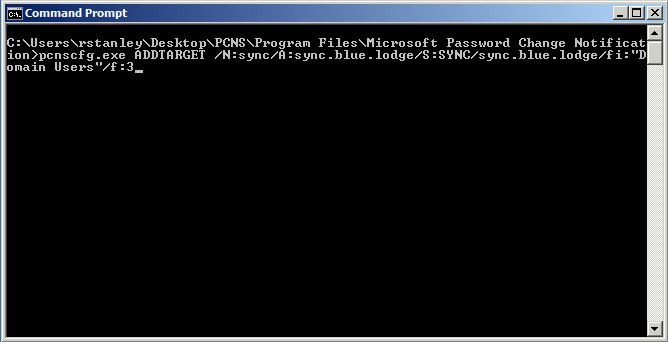 Command Prompt
C:\Users\rstanley\Desktop\PCNS\Program Files\Microsoft Password Change Notificat
ion>pcnscfg.exe ADDTARGET /N:sync/A:sync.blue.lodge/S:SYNC/sync.blue.lodge/fi:"D
omain Users"/f:3